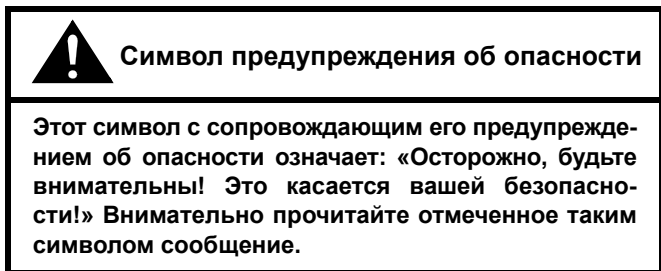 Символ предупреждения об опасности
Этот символ с сопровождающим его предупрежде-
нием об опасности означает: «Осторожно, будьте
внимательны! Это касается вашей безопасно-
сти!» Внимательно прочитайте отмеченное таким
символом сообщение.